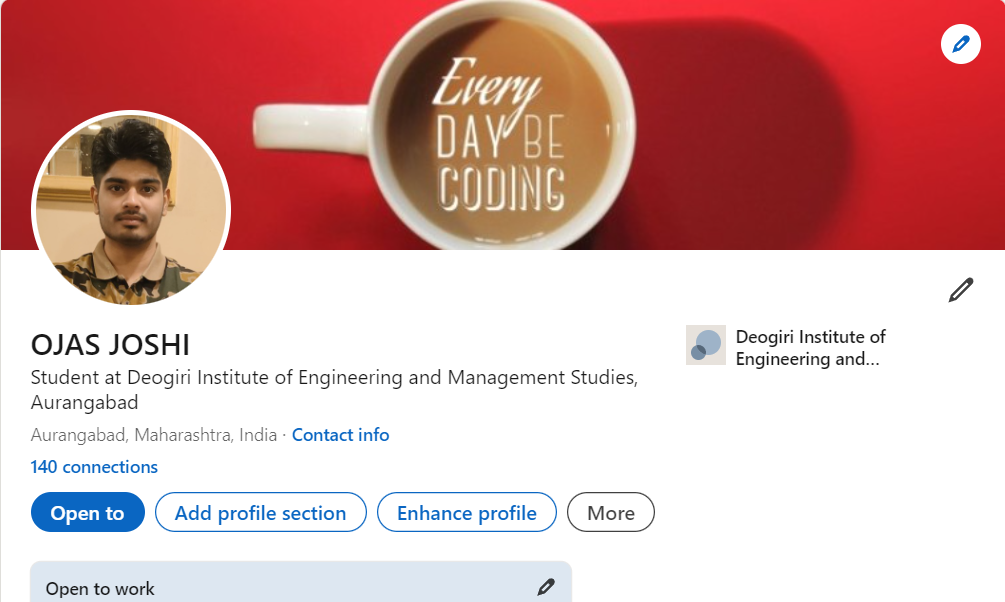 Every
DAY BE
CODING
OJAS JOSHI
Student at Deogiri Institute of Engineering and Management Studies,
Aurangabad
Aurangabad, Maharashtra, India · Contact info
140 connections
Deogiri Institute of
Engineering and...
Open to
Add profile section
Enhance profile
More
Open to work